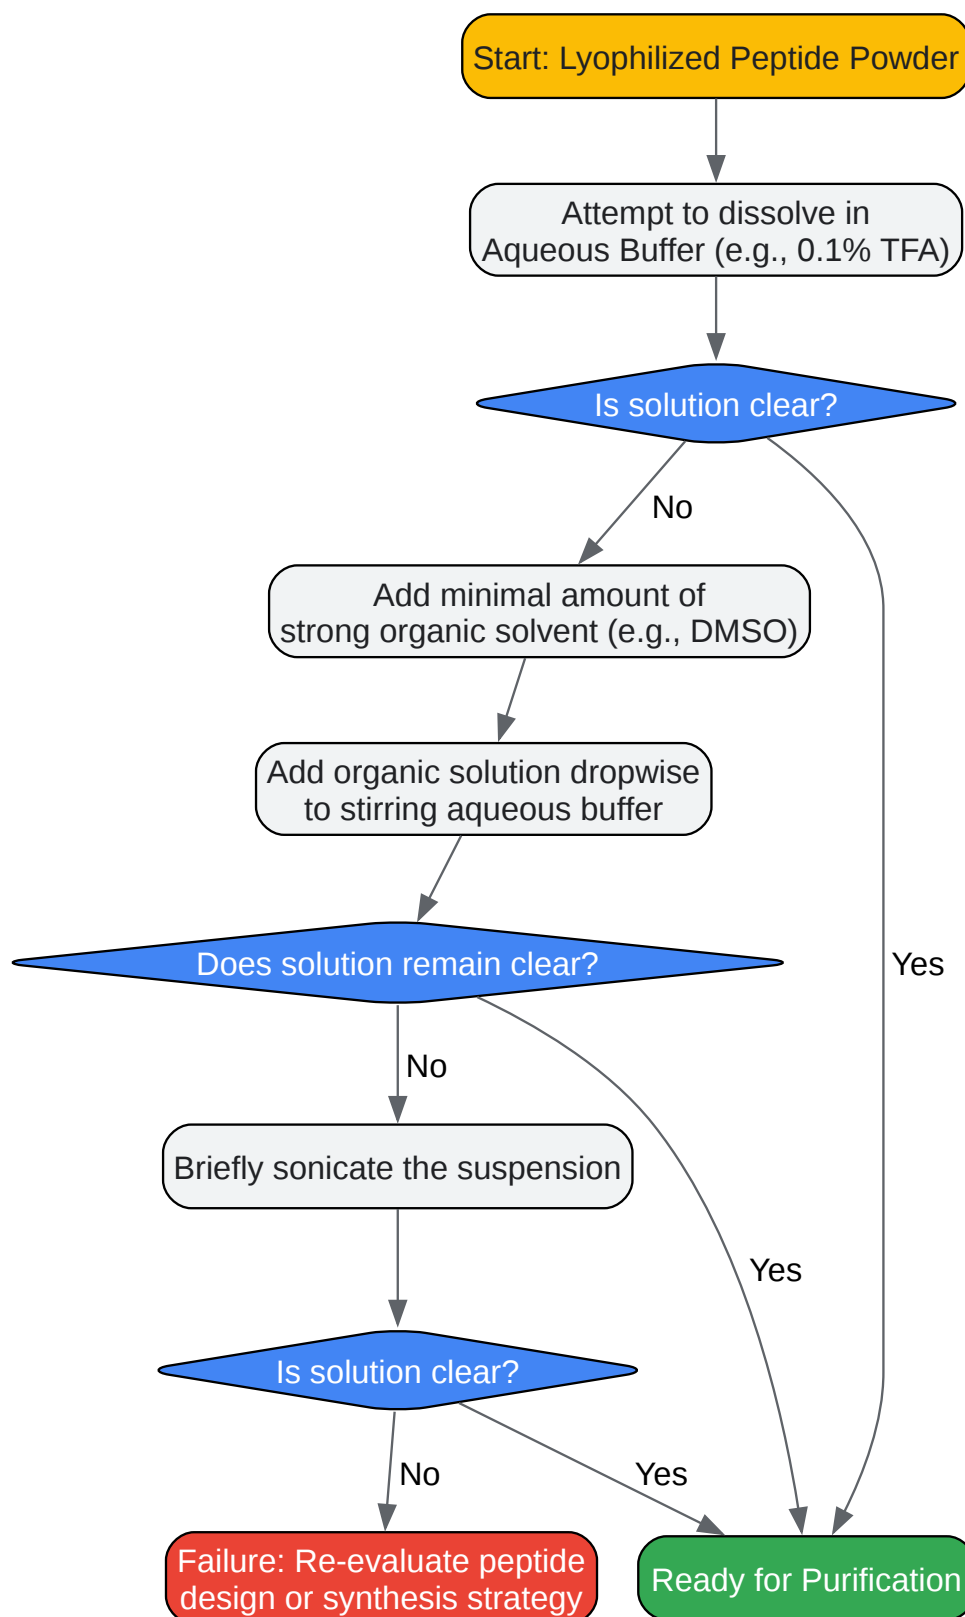 Start: Lyophilized Peptide Powder
Attempt to dissolve in
Aqueous Buffer (e.g., 0.1% TFA)
Is solution clear?
No
Add minimal amount of
strong organic solvent (e.g., DMSO)
Add organic solution dropwise
to stirring aqueous buffer
Does solution remain clear?
Yes
No
Briefly sonicate the suspension
Yes
Is solution clear?
No
Yes
Failure: Re-evaluate peptide
design or synthesis strategy
Ready for Purification